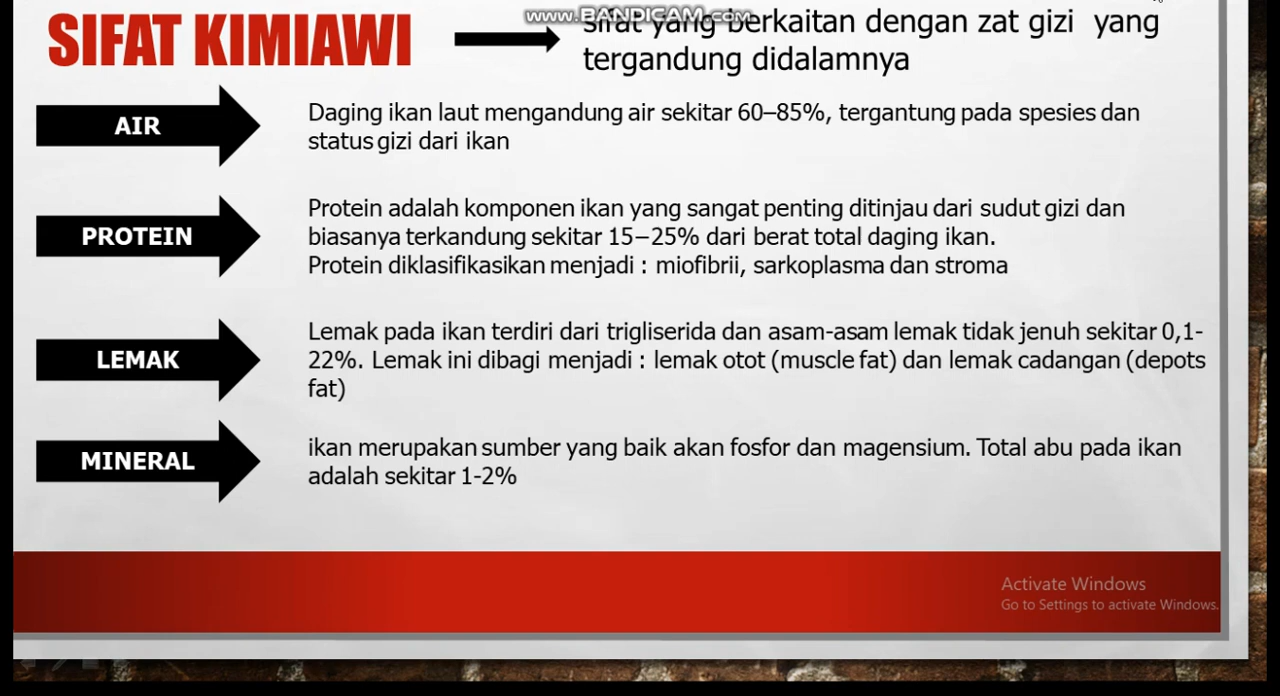 www.BANDICAM.com
SIFAT KIMIAWI
sifat yang berkaitan dengan zat gizi yang
tergandung didalamnya
AIR
Daging ikan laut mengandung air sekitar 60–85%, tergantung pada spesies dan
status gizi dari ikan
PROTEIN
Protein adalah komponen ikan yang sangat penting ditinjau dari sudut gizi dan
biasanya terkandung sekitar 15–25% dari berat total daging ikan.
Protein diklasifikasikan menjadi : miofibrii, sarkoplasma dan stroma
LEMAK
Lemak pada ikan terdiri dari trigliserida dan asam-asam lemak tidak jenuh sekitar 0,1-
22%. Lemak ini dibagi menjadi : lemak otot (muscle fat) dan lemak cadangan (depots
fat)
MINERAL
ikan merupakan sumber yang baik akan fosfor dan magensium. Total abu pada ikan
adalah sekitar 1-2%
Activate Windows
Go to Settings to activate Windows.